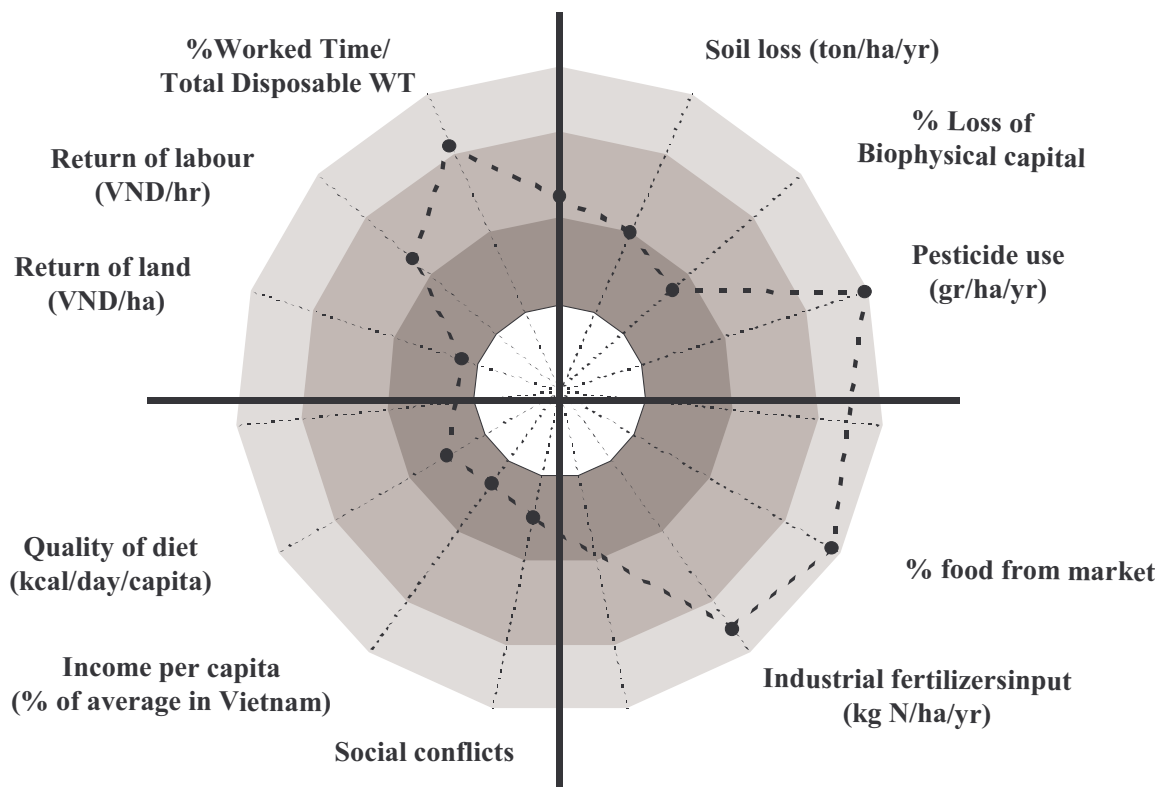 %Worked Time/
Total Disposable WT
Soil loss (ton/ha/yr)
% Loss of
Biophysical capital
Return of labour
(VND/hr)
Return of land
(VND/ha)
Pesticide use
(gr/ha/yr)
Quality of diet
(kcal/day/capita)
% food from market
Income per capita
(% of average in Vietnam)
Industrial fertilizersinput
(kg N/ha/yr)
Social conflicts